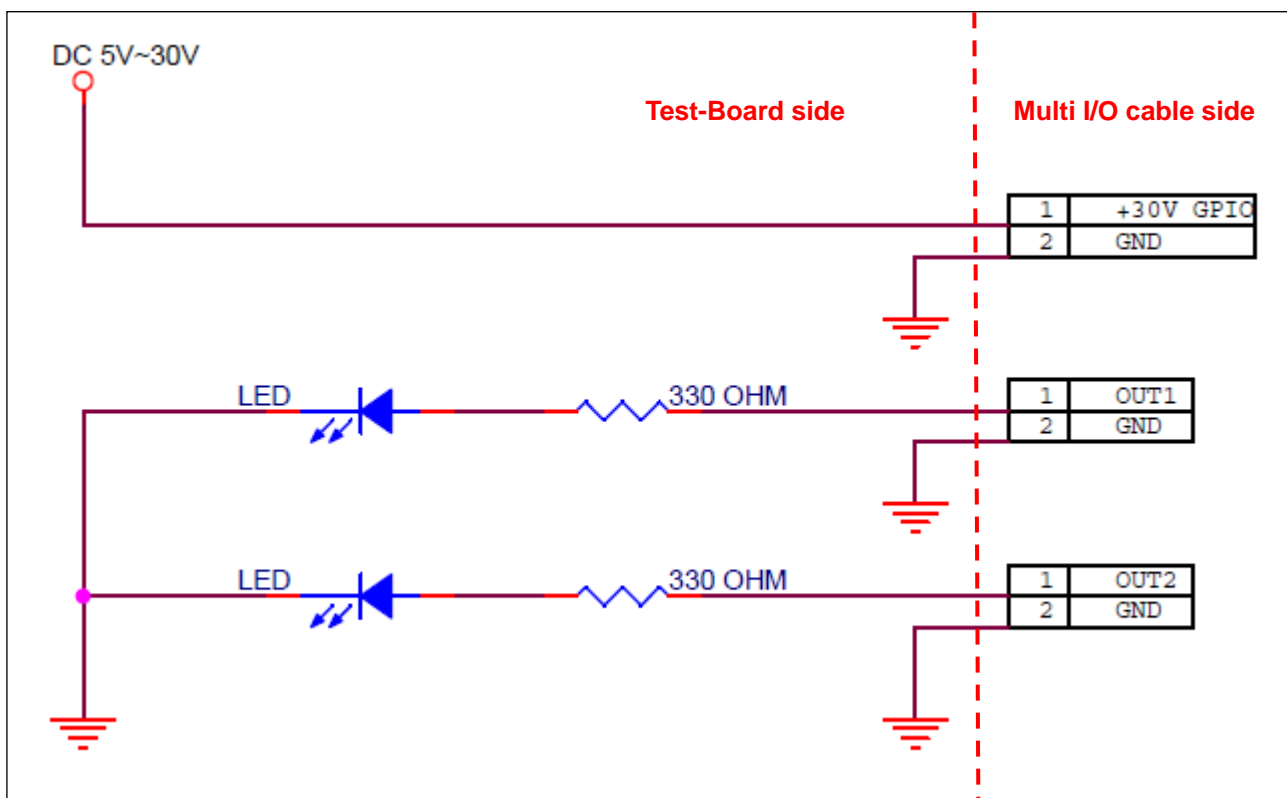 DC 5V~30V
Test-Board side
Multi I/O cable side
1 +30V GPIO
2 GND
LED
330 OHM
1 OUT1
2 GND
LED
330 OHM
1 OUT2
2 GND